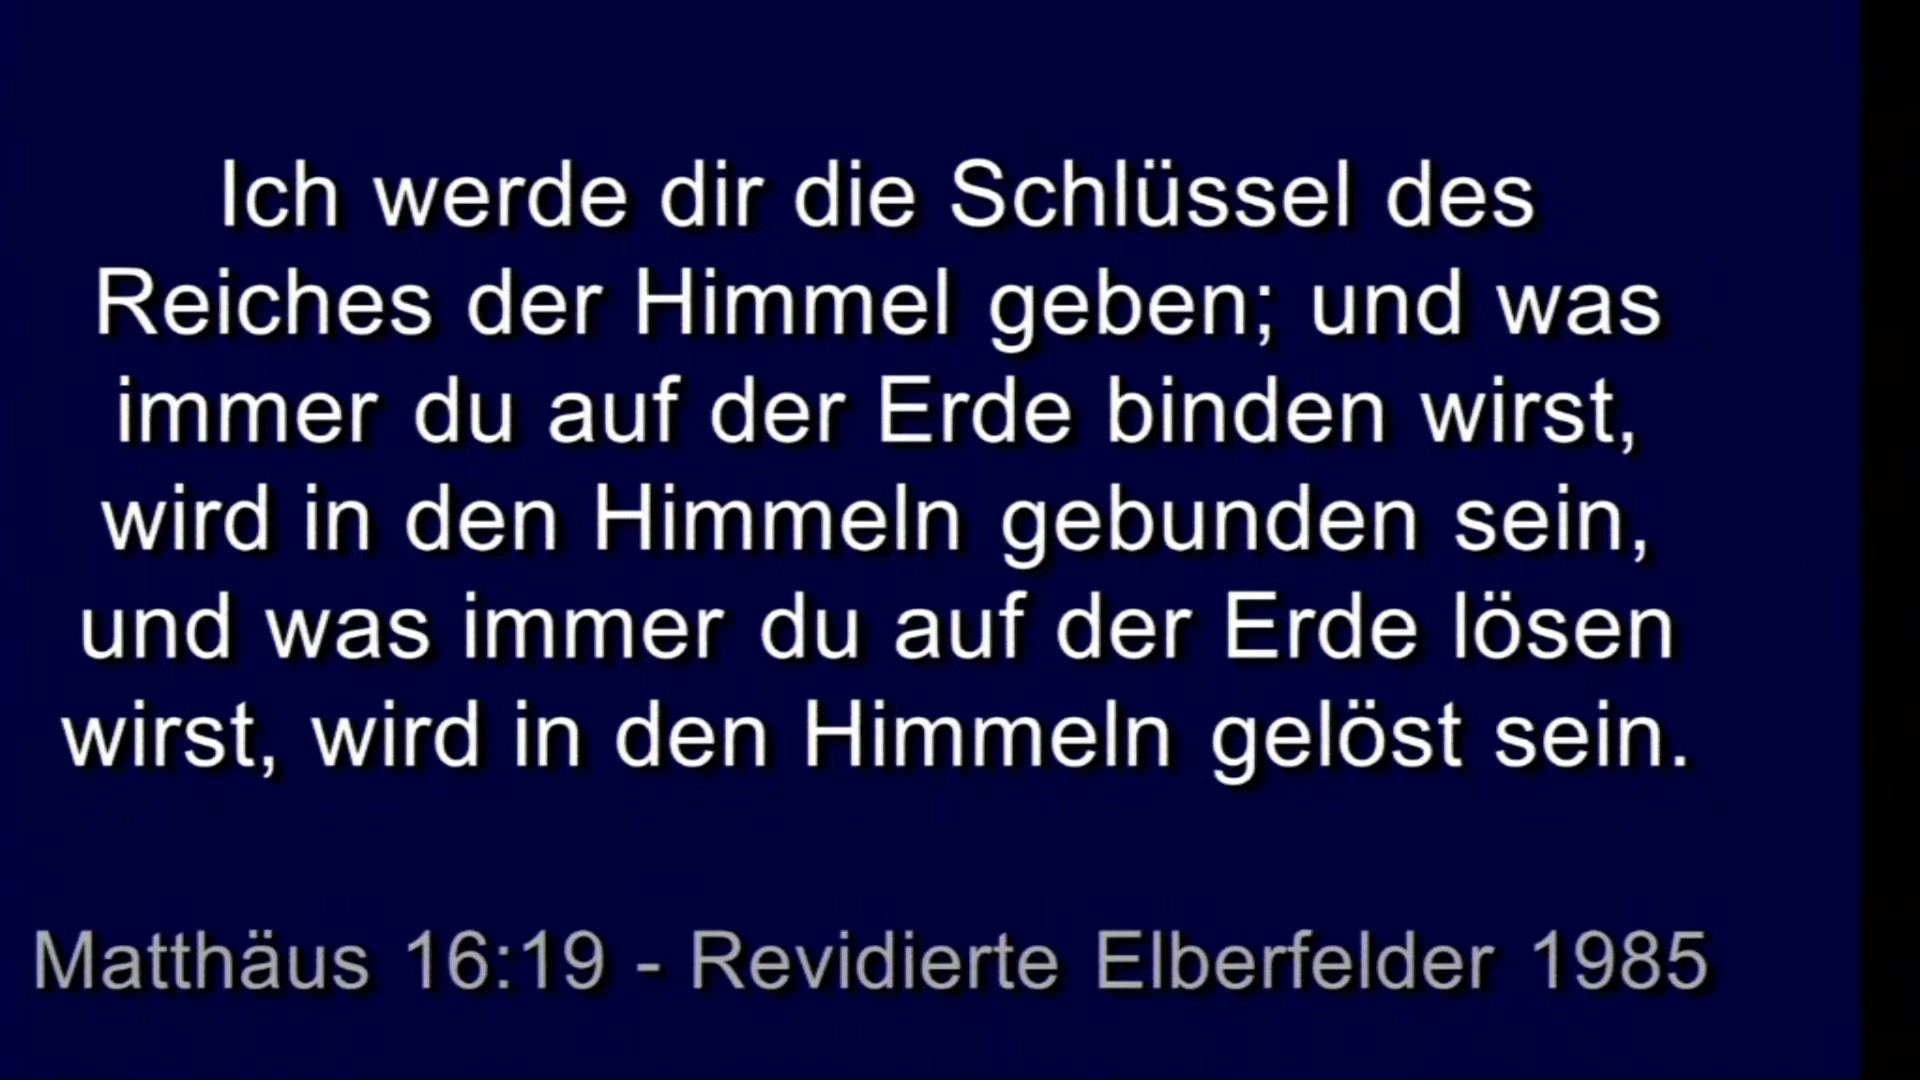 Ich werde dir die Schlüssel des
Reiches der Himmel geben; und was
immer du auf der Erde binden wirst,
wird in den Himmeln gebunden sein,
und was immer du auf der Erde lösen
wirst, wird in den Himmeln gelöst sein.
Matthäus 16:19 - Revidierte Elberfelder 1985